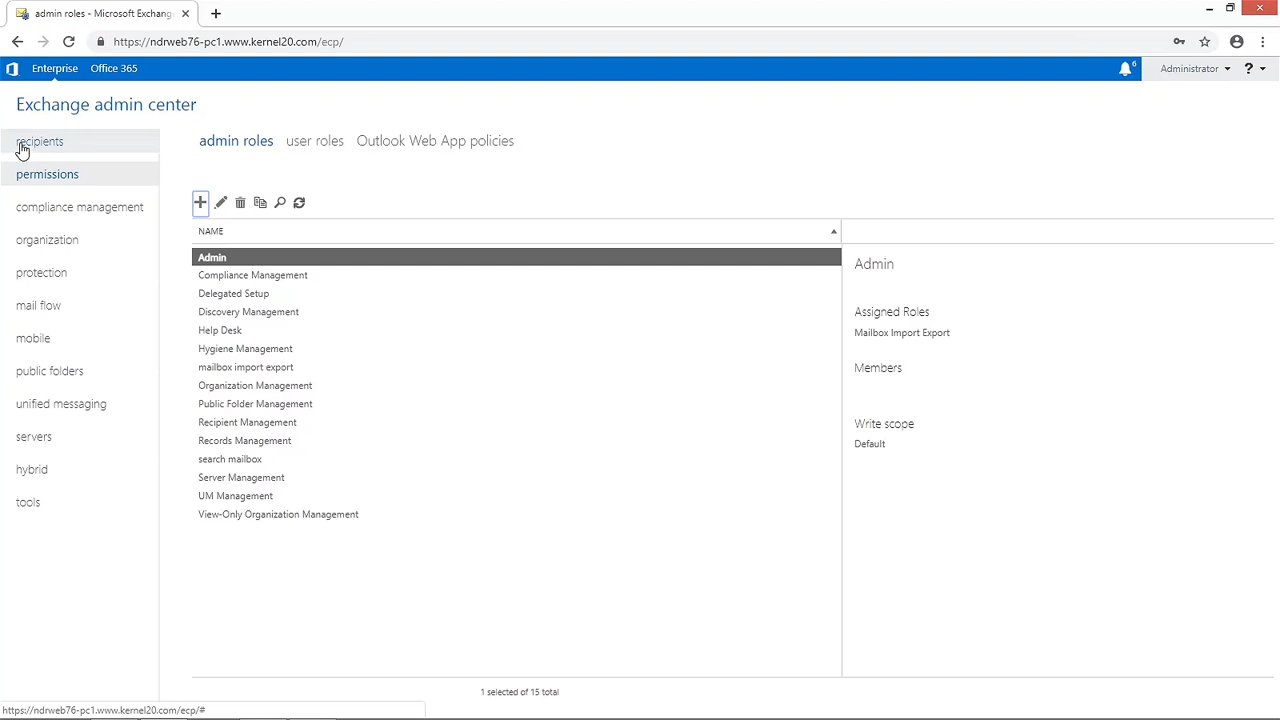 admin roles - Microsoft Exchang
https://ndrweb76-pc1.www.kernel20.com/ecp/
Enterprise Office 365 6 Administrator ?
Exchange admin center
recipients
permissions
compliance management
organization
protection
mail flow
mobile
public folders
unified messaging
servers
hybrid
tools
admin roles user roles Outlook Web App policies
NAME
Admin
Compliance Management
Delegated Setup
Discovery Management
Help Desk
Hygiene Management
mailbox import export
Organization Management
Public Folder Management
Recipient Management
Records Management
search mailbox
Server Management
UM Management
View-Only Organization Management
Admin
Assigned Roles
Mailbox Import Export
Members
Write scope
Default
1 selected of 15 total
https://ndrweb76-pc1.www.kernel20.com/ecp/#